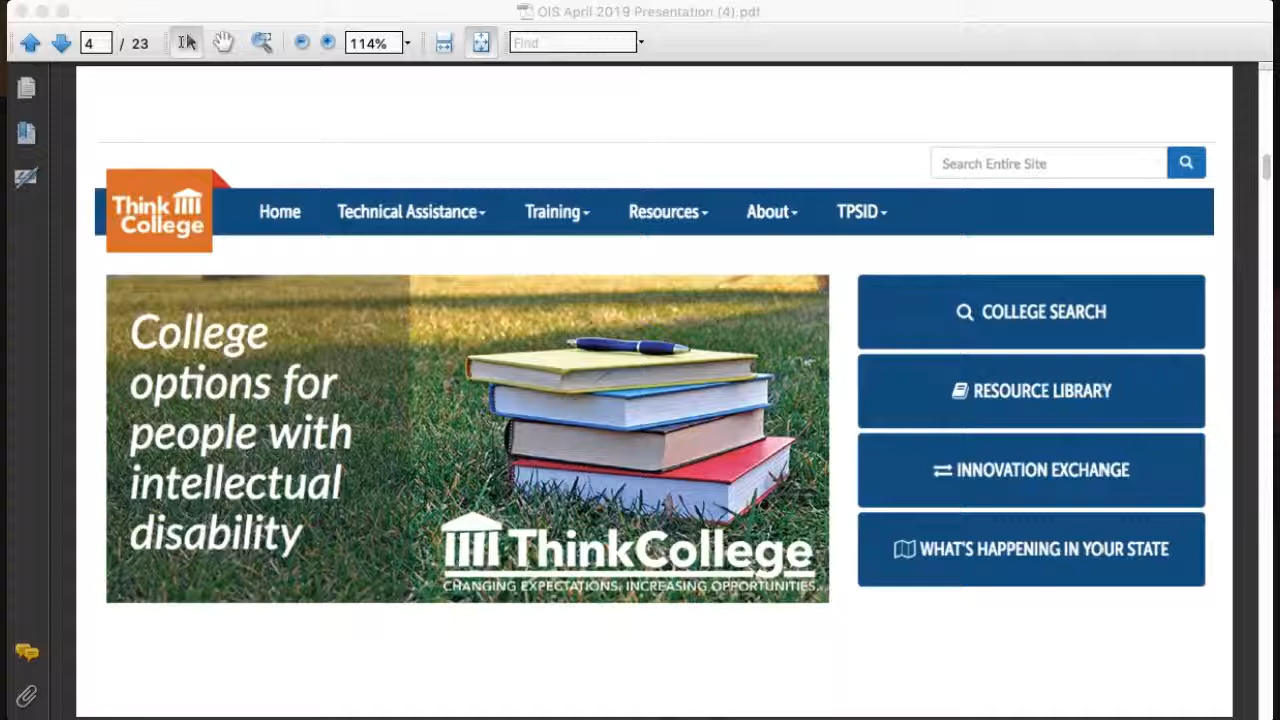 OIS April 2019 Presentation (4).pdf
4 / 23
114%
Find
Search Entire Site
Think College
Home Technical Assistance Training Resources About TPSID
College
options for
people with
intellectual
disability
ThinkCollege
CHANGING EXPECTATIONS. INCREASING OPPORTUNITIES.
COLLEGE SEARCH
RESOURCE LIBRARY
INNOVATION EXCHANGE
WHAT'S HAPPENING IN YOUR STATE